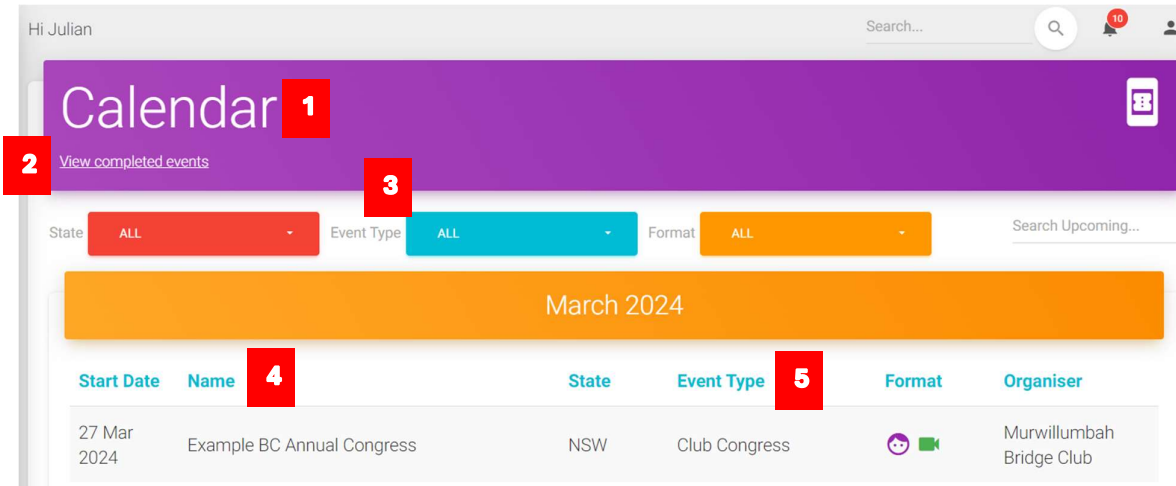 Hi Julian Search... 10
Calendar 1
2 View completed events
3
State ALL Event Type ALL Format ALL Search Upcoming...
March 2024
Start Date Name 4 State Event Type 5 Format Organiser
27 Mar 2024 Example BC Annual Congress NSW Club Congress Murwillumbah Bridge Club